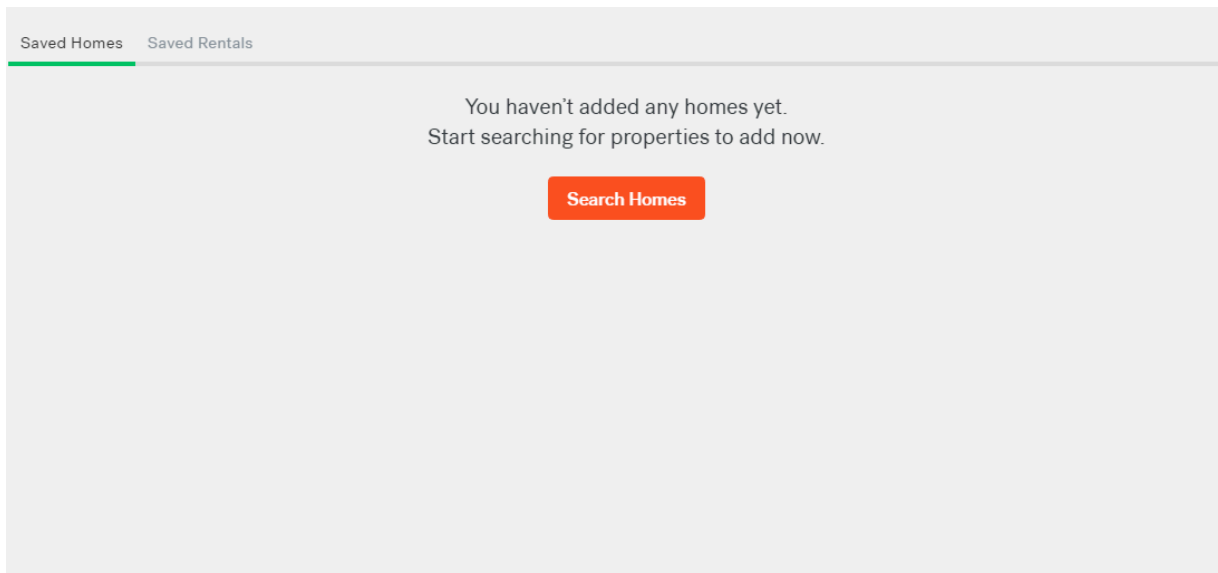 Saved Homes Saved Rentals
You haven't added any homes yet.
Start searching for properties to add now.
Search Homes